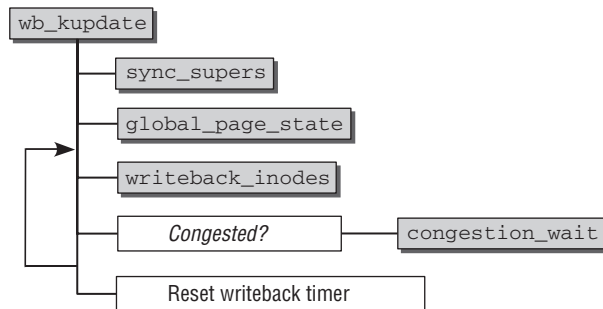 wb_kupdate
sync_supers
global_page_state
writeback_inodes
Congested?
congestion_wait
Reset writeback timer